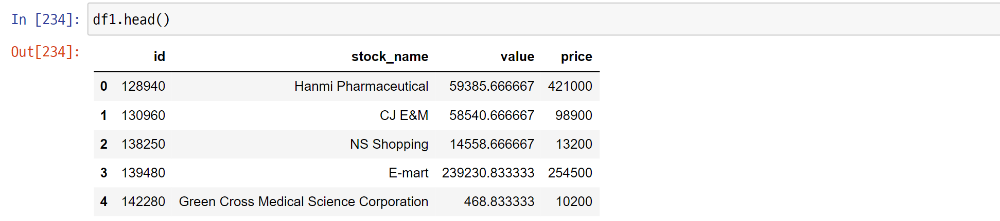 In [234]: df1.head()
Out[234]:
id stock_name value price
0 128940 Hanmi Pharmaceutical 59385.666667 421000
1 130960 CJ E&M 58540.666667 98900
2 138250 NS Shopping 14558.666667 13200
3 139480 E-mart 239230.833333 254500
4 142280 Green Cross Medical Science Corporation 468.833333 10200